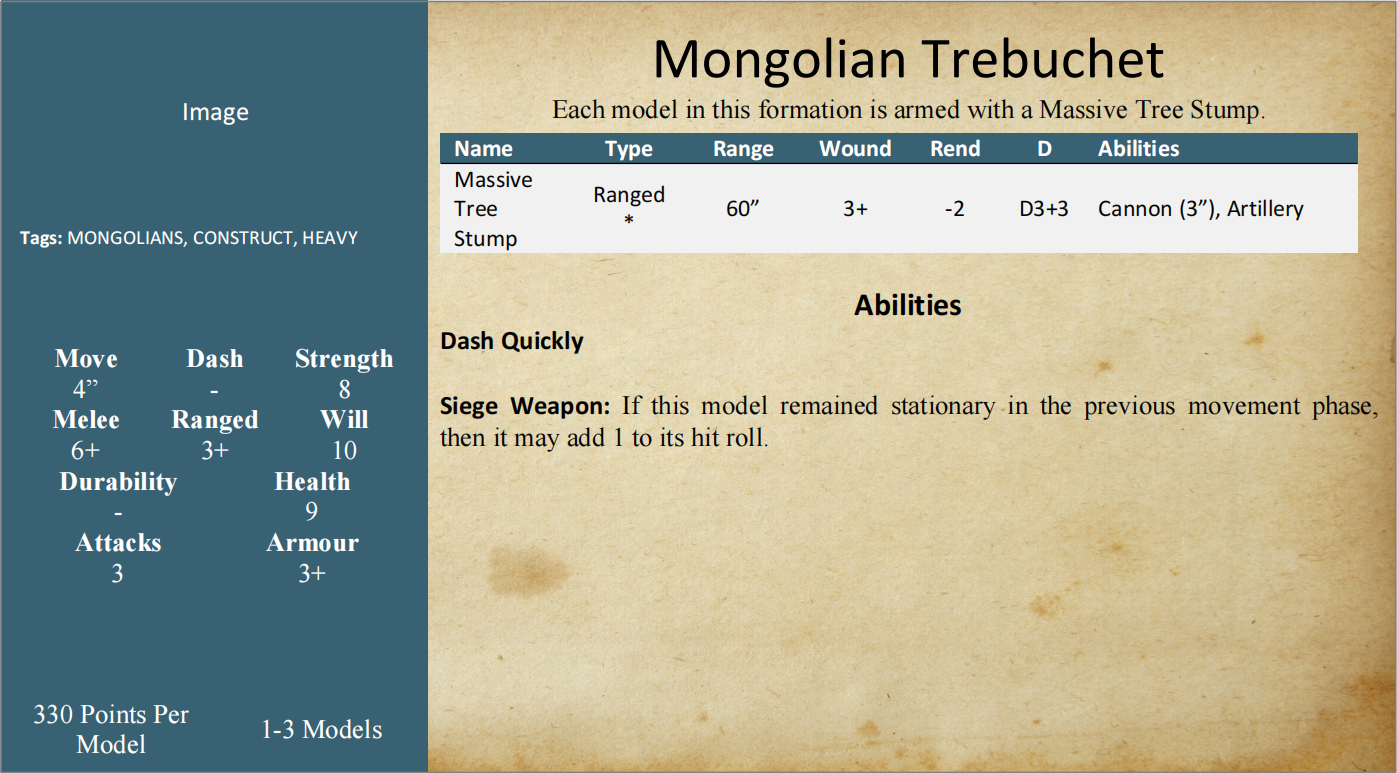 Image
Tags: MONGOLIANS, CONSTRUCT, HEAVY
Move Dash Strength
4” - 8
Melee Ranged Will
6+ 3+ 10
Durability Health
- 9
Attacks Armour
3 3+
330 Points Per
Model
1-3 Models
Mongolian Trebuchet
Each model in this formation is armed with a Massive Tree Stump.
Name Type Range Wound Rend D Abilities
Massive
Tree
Stump
Ranged
*
60” 3+ -2 D3+3 Cannon (3”), Artillery
Abilities
Dash Quickly
Siege Weapon: If this model remained stationary in the previous movement phase,
then it may add 1 to its hit roll.